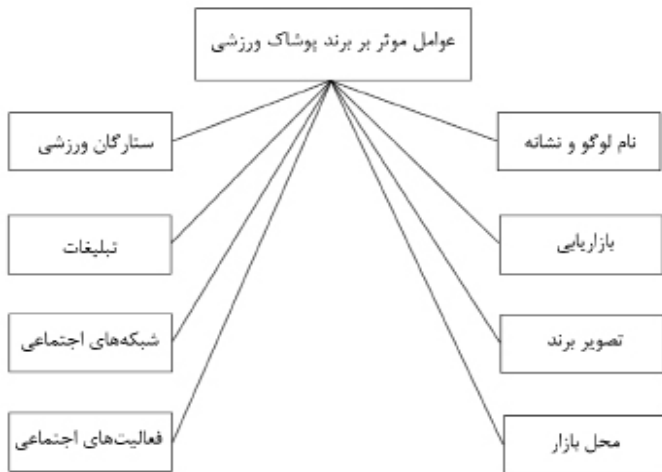 عوامل موثر بر برند پوشاک ورزشی
نام لوگو و نشانه
ستارگان ورزشی
بازاریابی
تبلیغات
تصویر برند
شبکه‌های اجتماعی
محل بازار
فعالیت‌های اجتماعی